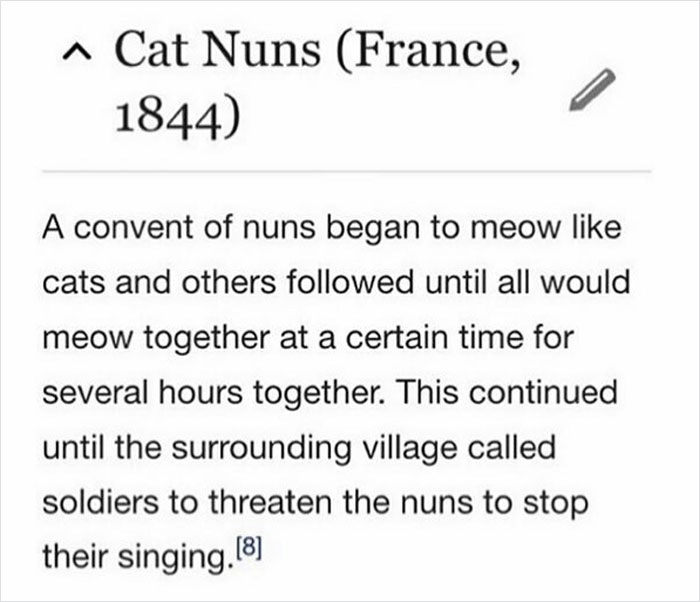 Cat Nuns (France,
1844)
A convent of nuns began to meow like
cats and others followed until all would
meow together at a certain time for
several hours together. This continued
until the surrounding village called
soldiers to threaten the nuns to stop
their singing.[8]